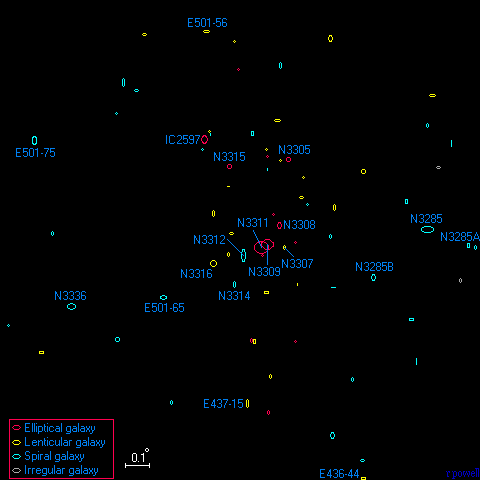 E501-56
IC2597
E501-75
N3315
N3305
N3285
N3311
N3308
N3312
N3285A
N3316
N3309
N3307
N3285B
N3336
E501-65
N3314
E437-15
Elliptical galaxy
Lenticular galaxy
Spiral galaxy
Irregular galaxy
0.1°
E436-44
cpowell